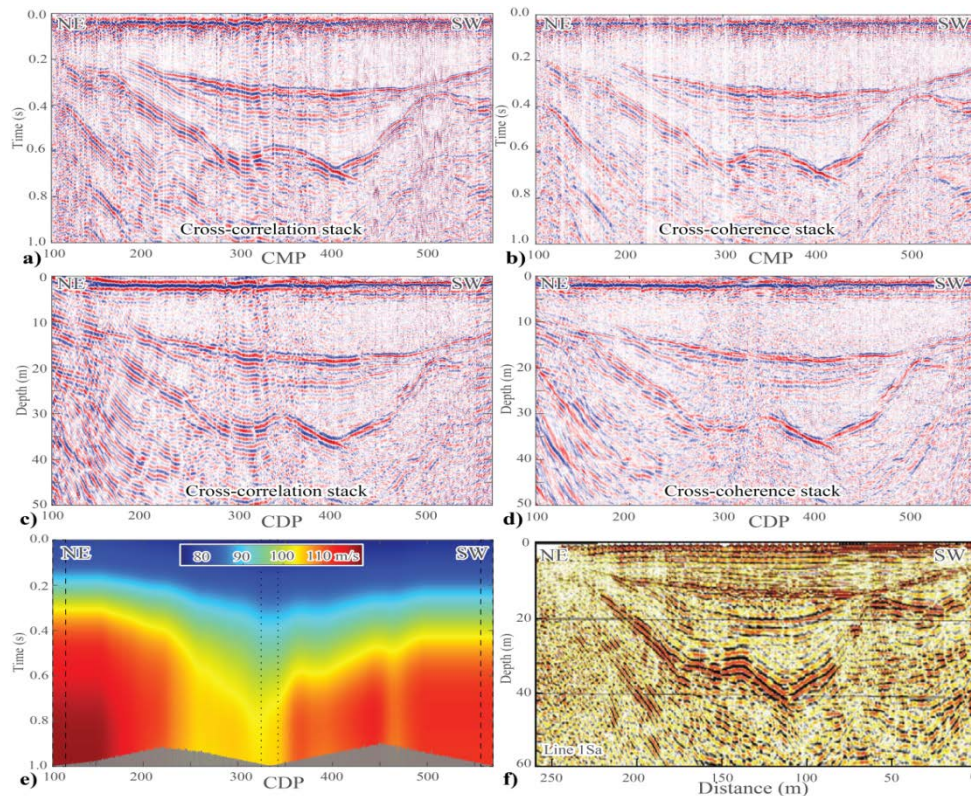 0.0 NE SW
0.2
0.4
0.6
0.8
1.0
Time (s)
Cross-correlation stack
100 200 300 400 500
a) CMP
0.0 NE SW
0.2
0.4
0.6
0.8
1.0
Time (s)
Cross-coherence stack
100 200 300 400 500
b) CMP
0 NE SW
10
20
30
40
50
Depth (m)
Cross-correlation stack
100 200 300 400 500
c) CDP
0 NE SW
10
20
30
40
50
Depth (m)
Cross-coherence stack
100 200 300 400 500
d) CDP
0.0 NE SW
80 90 100 110 m/s
0.2
0.4
0.6
0.8
1.0
Time (s)
100 200 300 400 500
e) CDP
0 NE SW
20
40
60
Depth (m)
Line 1Sa
250 200 150 100 50 0
f) Distance (m)